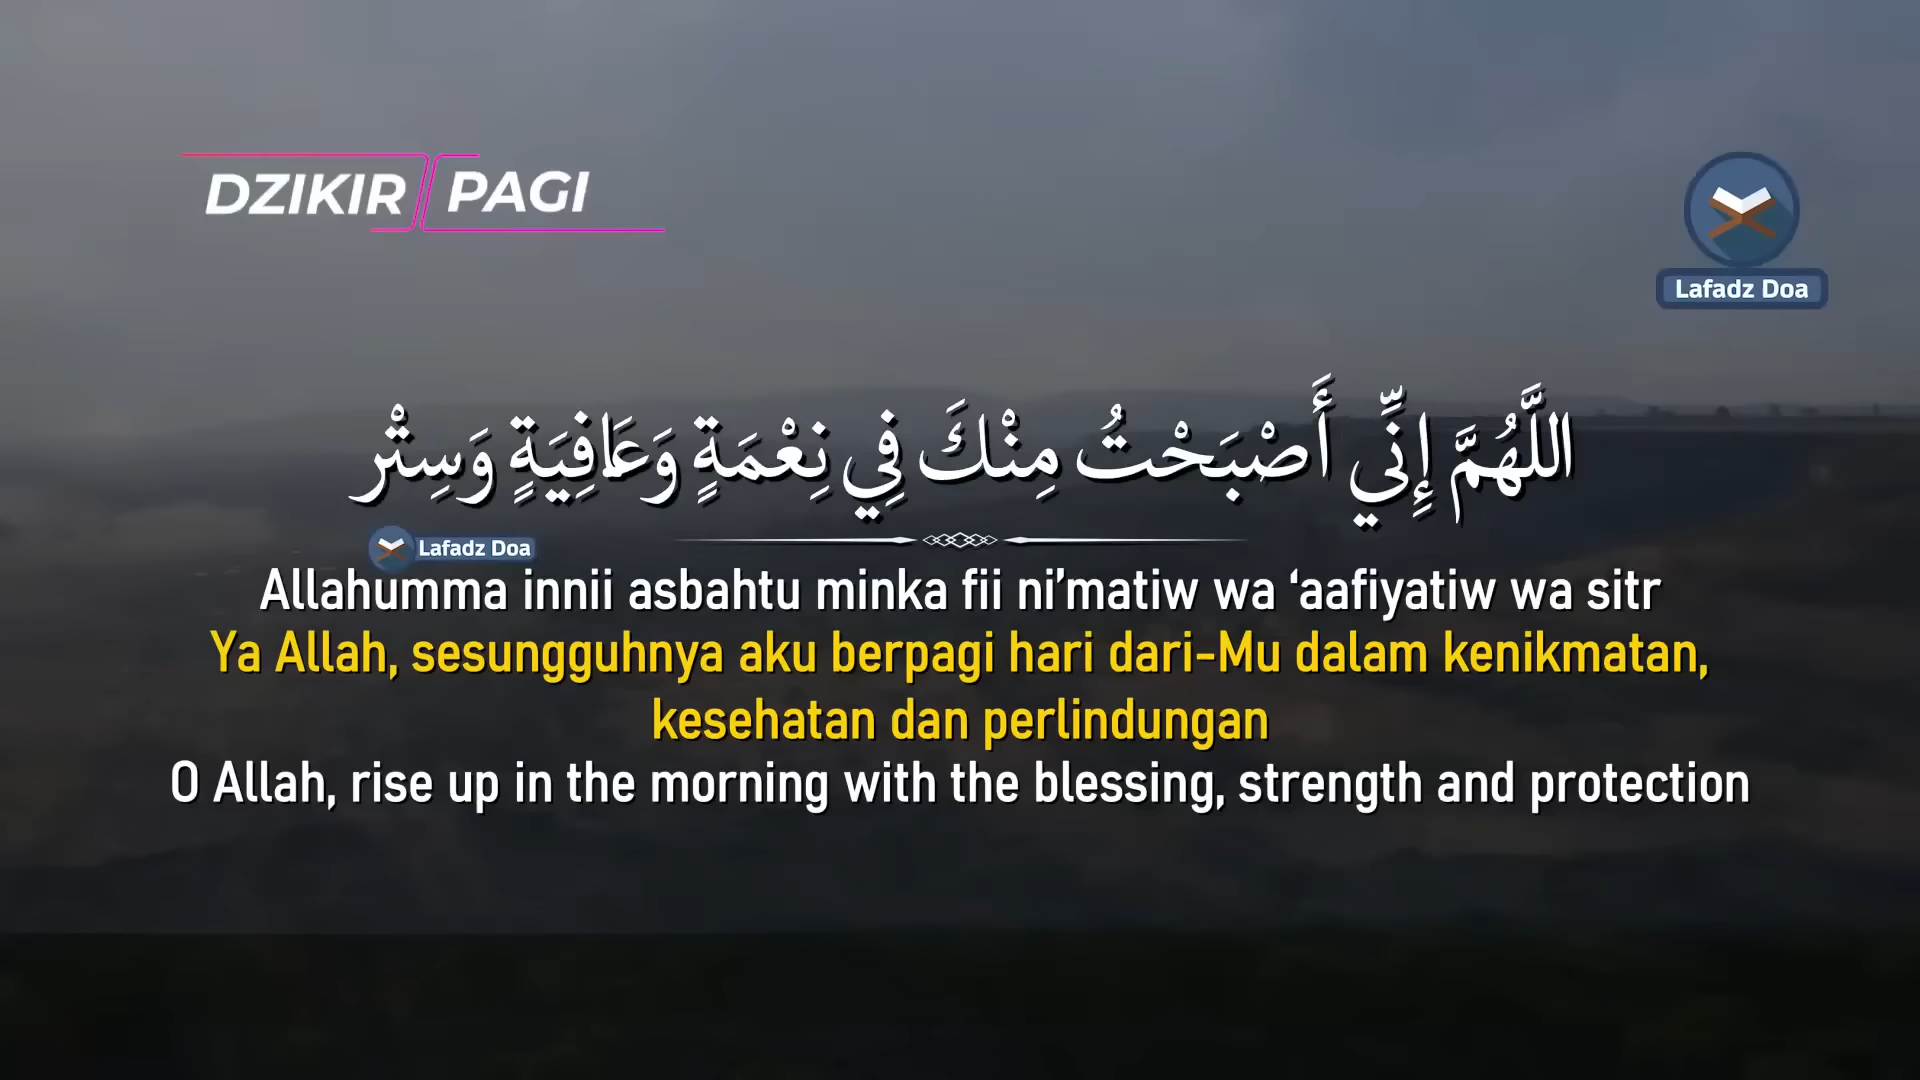 DZIKIR PAGI
Lafadz Doa
اللَّهُمَّ إِنِّي أَصْبَحْتُ مِنْكَ فِي نِعْمَةٍ وَعَافِيَةٍ وَسِتْرٍ
Lafadz Doa
Allahumma innii asbahtu minka fii ni’matiw wa ‘aafiyatiw wa sitr
Ya Allah, sesungguhnya aku berpagi hari dari-Mu dalam kenikmatan,
kesehatan dan perlindungan
O Allah, rise up in the morning with the blessing, strength and protection